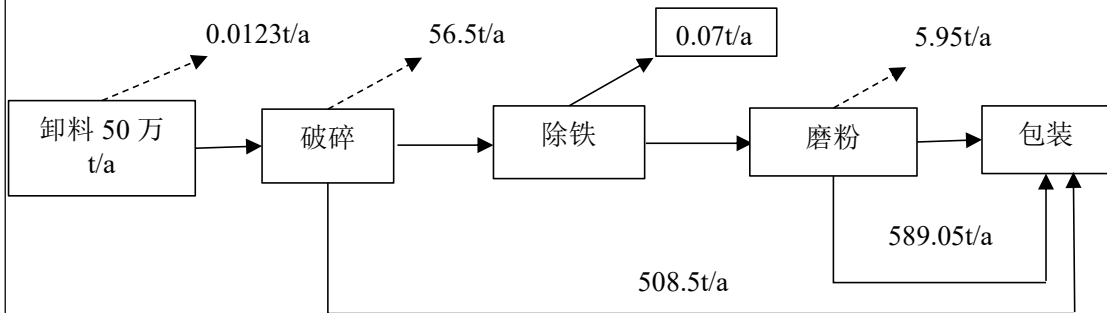 0.0123t/a
56.5t/a
0.07t/a
5.95t/a
卸料 50 万
t/a
破碎
除铁
磨粉
包装
589.05t/a
508.5t/a